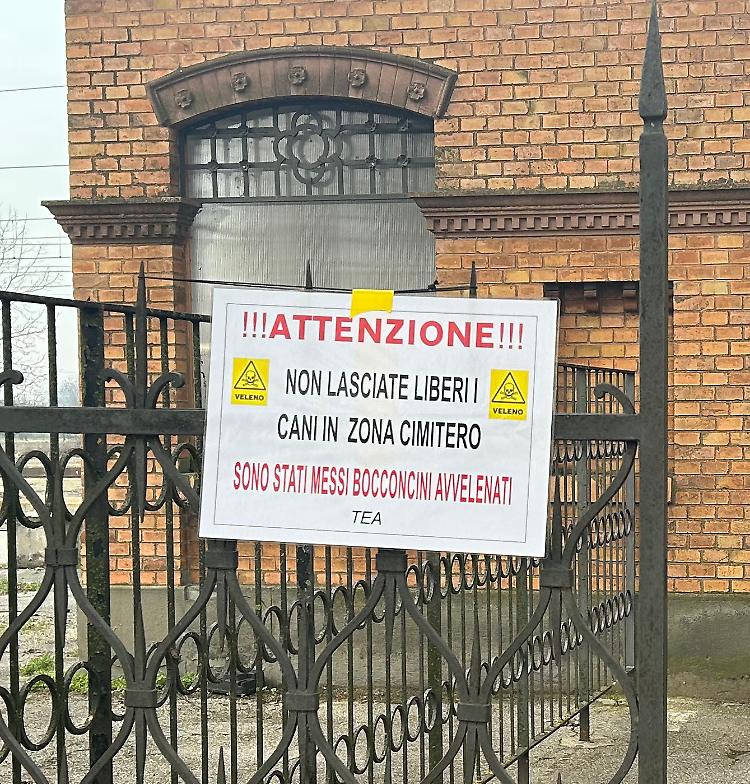 !!!ATTENZIONE!!!
NON LASCIATE LIBERI I
CANI IN ZONA CIMITERO
VELENO
VELENO
SONO STATI MESSI BOCCONCINI AVVELENATI
TEA